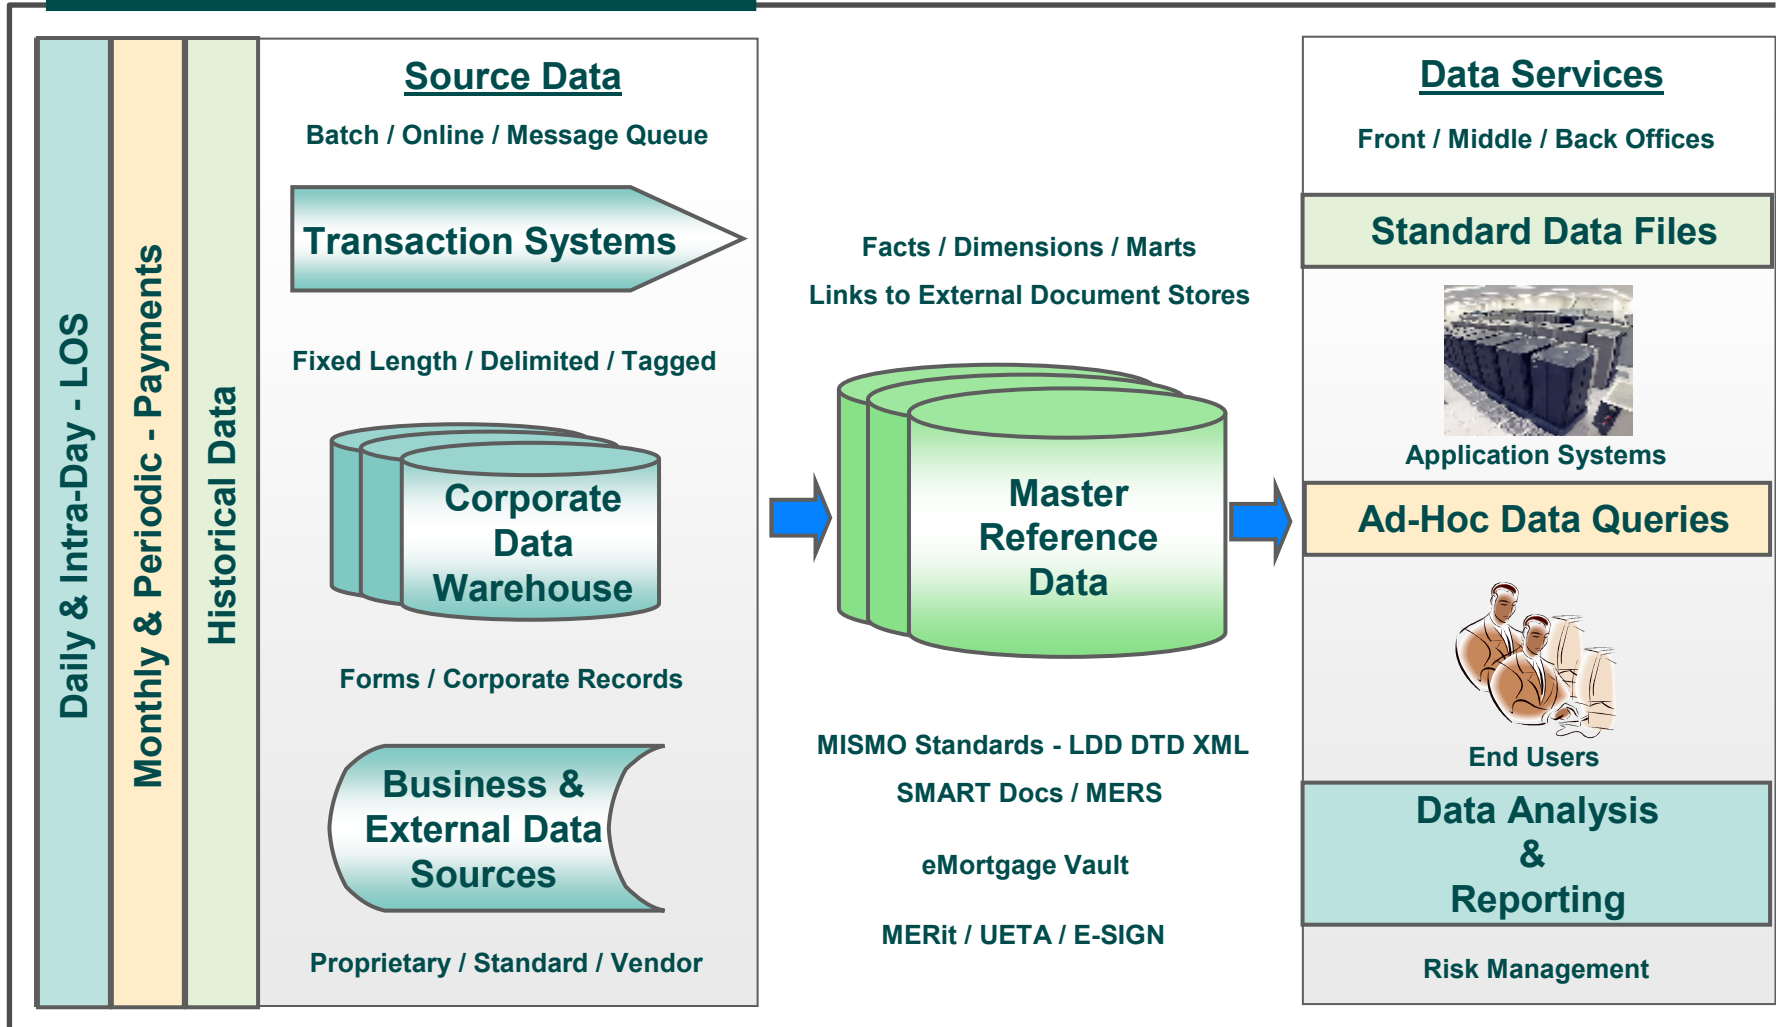 Daily & Intra-Day - LOS
Monthly & Periodic - Payments
Historical Data
Source Data
Batch / Online / Message Queue
Transaction Systems
Fixed Length / Delimited / Tagged
Corporate
Data
Warehouse
Forms / Corporate Records
Business &
External Data
Sources
Proprietary / Standard / Vendor
Facts / Dimensions / Marts
Links to External Document Stores
Master
Reference
Data
MISMO Standards - LDD DTD XML
SMART Docs / MERS
eMortgage Vault
MERit / UETA / E-SIGN
Data Services
Front / Middle / Back Offices
Standard Data Files
Application Systems
Ad-Hoc Data Queries
End Users
Data Analysis
&
Reporting
Risk Management